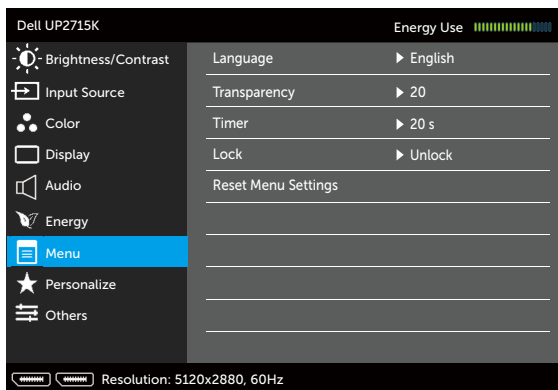 Dell UP2715K Energy Use
Brightness/Contrast
Input Source
Color
Display
Audio
Energy
Menu
Personalize
Others
Language English
Transparency 20
Timer 20 s
Lock Unlock
Reset Menu Settings
Resolution: 5120x2880, 60Hz